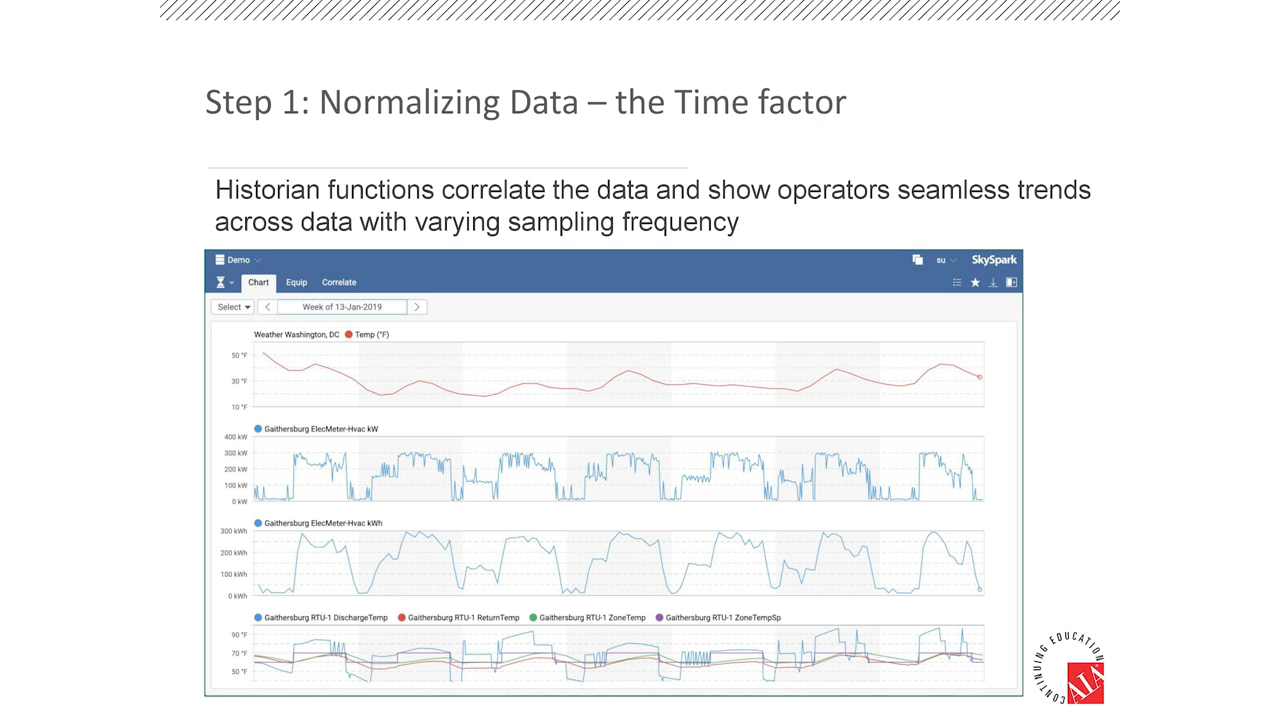 Step 1: Normalizing Data – the Time factor
Historian functions correlate the data and show operators seamless trends
across data with varying sampling frequency
Demo
su
SkySpark
Chart
Equip
Correlate
Select
Week of 13-Jan-2019
Weather Washington, DC Temp (°F)
50 °F
30 °F
10 °F
Gaithersburg ElecMeter-Hvac kW
400 kW
300 kW
200 kW
100 kW
0 kW
Gaithersburg ElecMeter-Hvac kWh
300 kWh
200 kWh
100 kWh
0 kWh
Gaithersburg RTU-1 DischargeTemp Gaithersburg RTU-1 ReturnTemp Gaithersburg RTU-1 ZoneTemp Gaithersburg RTU-1 ZoneTempSp
90 °F
70 °F
50 °F
CONTINUING EDUCATION
AIA